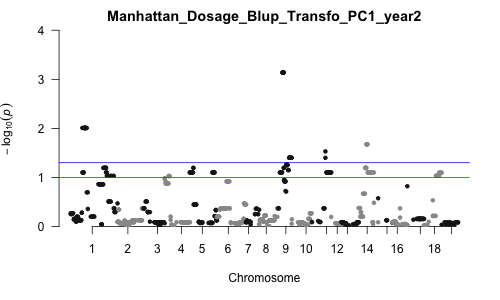 Manhattan_Dosage_Blup_Transfo_PC1_year2
− log10(p)
4
3
2
1
0
1 2 3 4 5 6 7 8 9 10 12 14 16 18
Chromosome